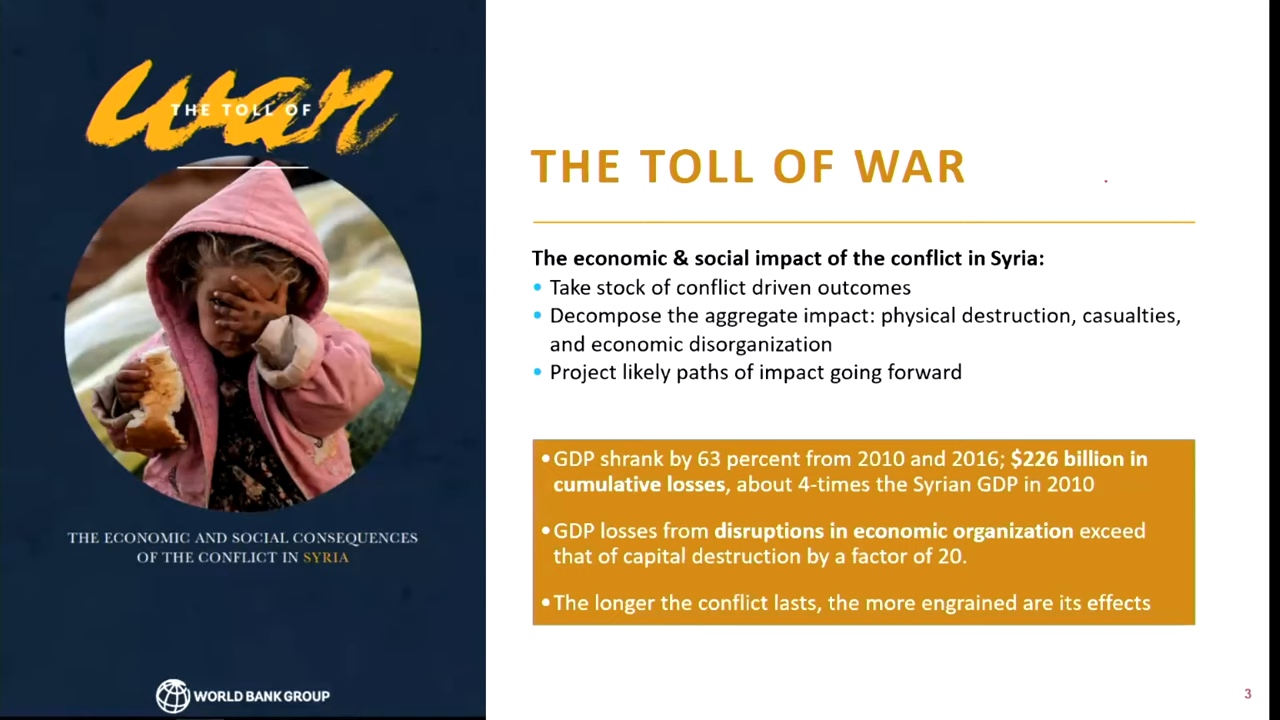 war
THE TOLL OF
THE ECONOMIC AND SOCIAL CONSEQUENCES
OF THE CONFLICT IN SYRIA
WORLD BANK GROUP
THE TOLL OF WAR
The economic & social impact of the conflict in Syria:
• Take stock of conflict driven outcomes
• Decompose the aggregate impact: physical destruction, casualties,
and economic disorganization
• Project likely paths of impact going forward
• GDP shrank by 63 percent from 2010 and 2016; $226 billion in
cumulative losses, about 4-times the Syrian GDP in 2010
• GDP losses from disruptions in economic organization exceed
that of capital destruction by a factor of 20.
• The longer the conflict lasts, the more engrained are its effects
3